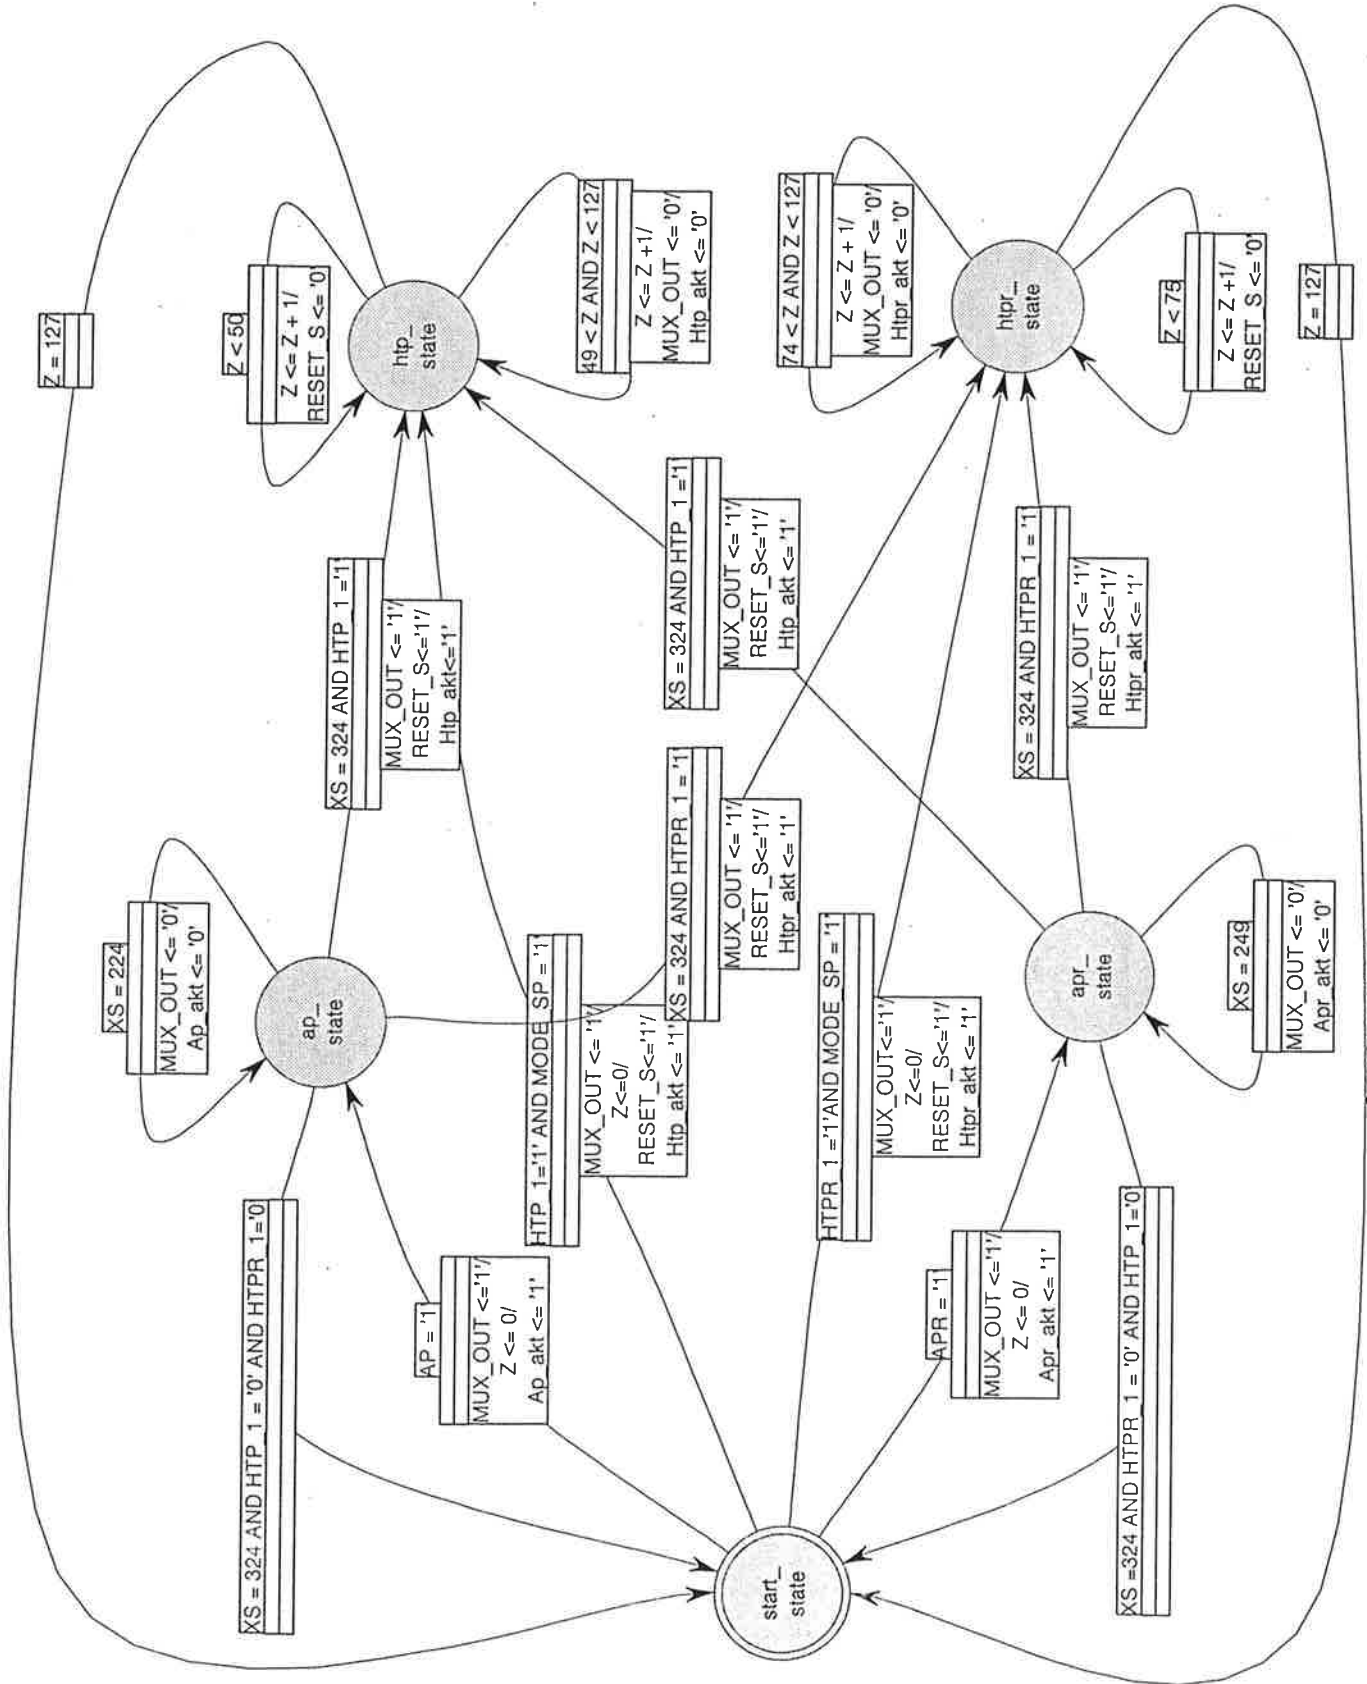 Z = 127
Z < 50
Z <= Z + 1/
RESET_S <= '0'
htp_
state
49 < Z AND Z < 127
Z <= Z +1/
MUX_OUT <= '0'/
Htp_akt <= '0'
74 < Z AND Z < 127
Z <= Z + 1/
MUX_OUT <= '0'/
Htpr_akt <= '0'
htpr_
state
Z < 75
Z <= Z +1/
RESET_S <= '0'
Z = 127
XS = 324 AND HTP_1 ='1'
MUX_OUT <= '1'/
RESET_S<='1'/
Htp_akt<='1'
XS = 324 AND HTP_1 ='1'
MUX_OUT <= '1'/
RESET_S<='1'/
Htp_akt <= '1'
XS = 324 AND HTPR_1 = '1'
MUX_OUT <= '1'/
RESET_S<='1'/
Htpr_akt <= '1'
XS = 224
MUX_OUT <= '0'/
Ap_akt <= '0'
ap_
state
XS = 324 AND HTPR_1 = '1'
MUX_OUT <= '1'/
RESET_S<='1'/
Htpr_akt <= '1'
apr_
state
XS = 249
MUX_OUT <= '0'/
Apr_akt <= '0'
HTP_1='1' AND MODE_SP = '1'
MUX_OUT <= '1'/
Z<=0/
RESET_S<='1'/
Htp_akt <= '1'
HTPR_1 ='1'AND MODE_SP = '1'
MUX_OUT<='1'/
Z<=0/
RESET_S<='1'/
Htpr_akt <= '1'
XS = 324 AND HTP_1 = '0' AND HTPR_1='0'
AP = '1'
MUX_OUT <='1'/
Z <= 0/
Ap_akt <= '1'
APR = '1'
MUX_OUT <='1'/
Z <= 0/
Apr_akt <= '1'
XS =324 AND HTPR_1 = '0' AND HTP_1='0'
start_
state